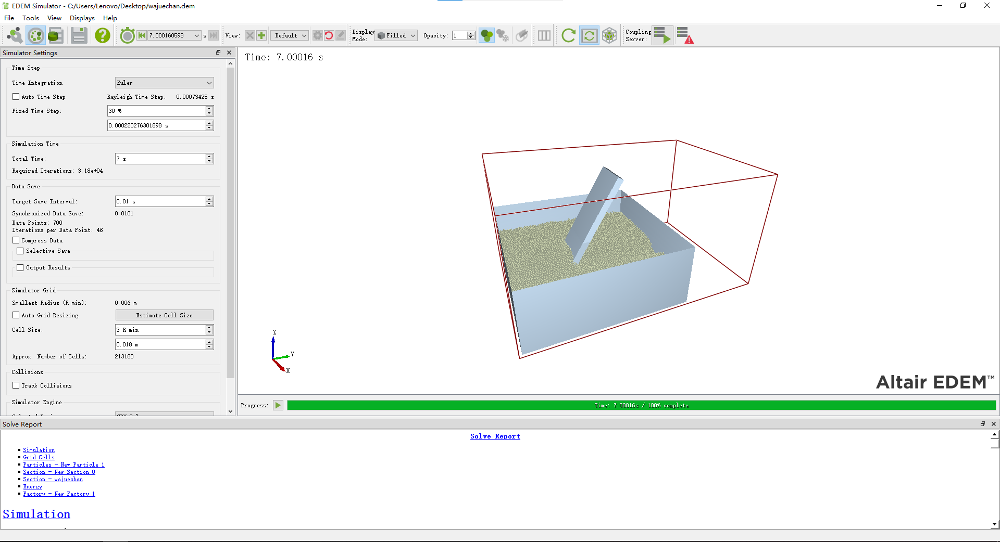 EDEM Simulator - C:/Users/Lenovo/Desktop/wajuechan.dem
File Tools View Displays Help
7.000160598 s View: Default Display Mode: Filled Opacity: 1 Coupling Server:
Simulator Settings
Time: 7.00016 s
Time Step
Time Integration Euler
Auto Time Step Rayleigh Time Step: 0.00073425 s
Fixed Time Step: 30 %
0.000220276301898 s
Simulation Time
Total Time: 7 s
Required Iterations: 3.18e+04
Data Save
Target Save Interval: 0.01 s
Synchronized Data Save: 0.0101
Data Points: 700
Iterations per Data Point: 46
Compress Data
Selective Save
Output Results
Simulator Grid
Smallest Radius (R min): 0.006 m
Auto Grid Resizing Estimate Cell Size
Cell Size: 3 R min
0.018 m
Approx. Number of Cells: 213180
Collisions
Track Collisions
Simulator Engine
Z
Y
X
Altair EDEM™
Progress: Time: 7.00016s / 100% complete
Solve Report
Solve Report
Simulation
Grid Cells
Particles - New Particle 1
Section - New Section 0
Section - wajuechan
Energy
Factory - New Factory 1
Simulation